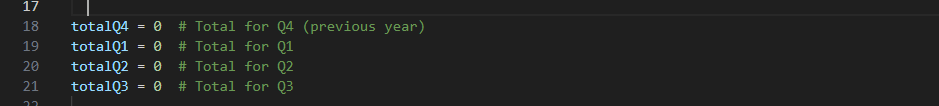 17
18 totalQ4 = 0 # Total for Q4 (previous year)
19 totalQ1 = 0 # Total for Q1
20 totalQ2 = 0 # Total for Q2
21 totalQ3 = 0 # Total for Q3
22